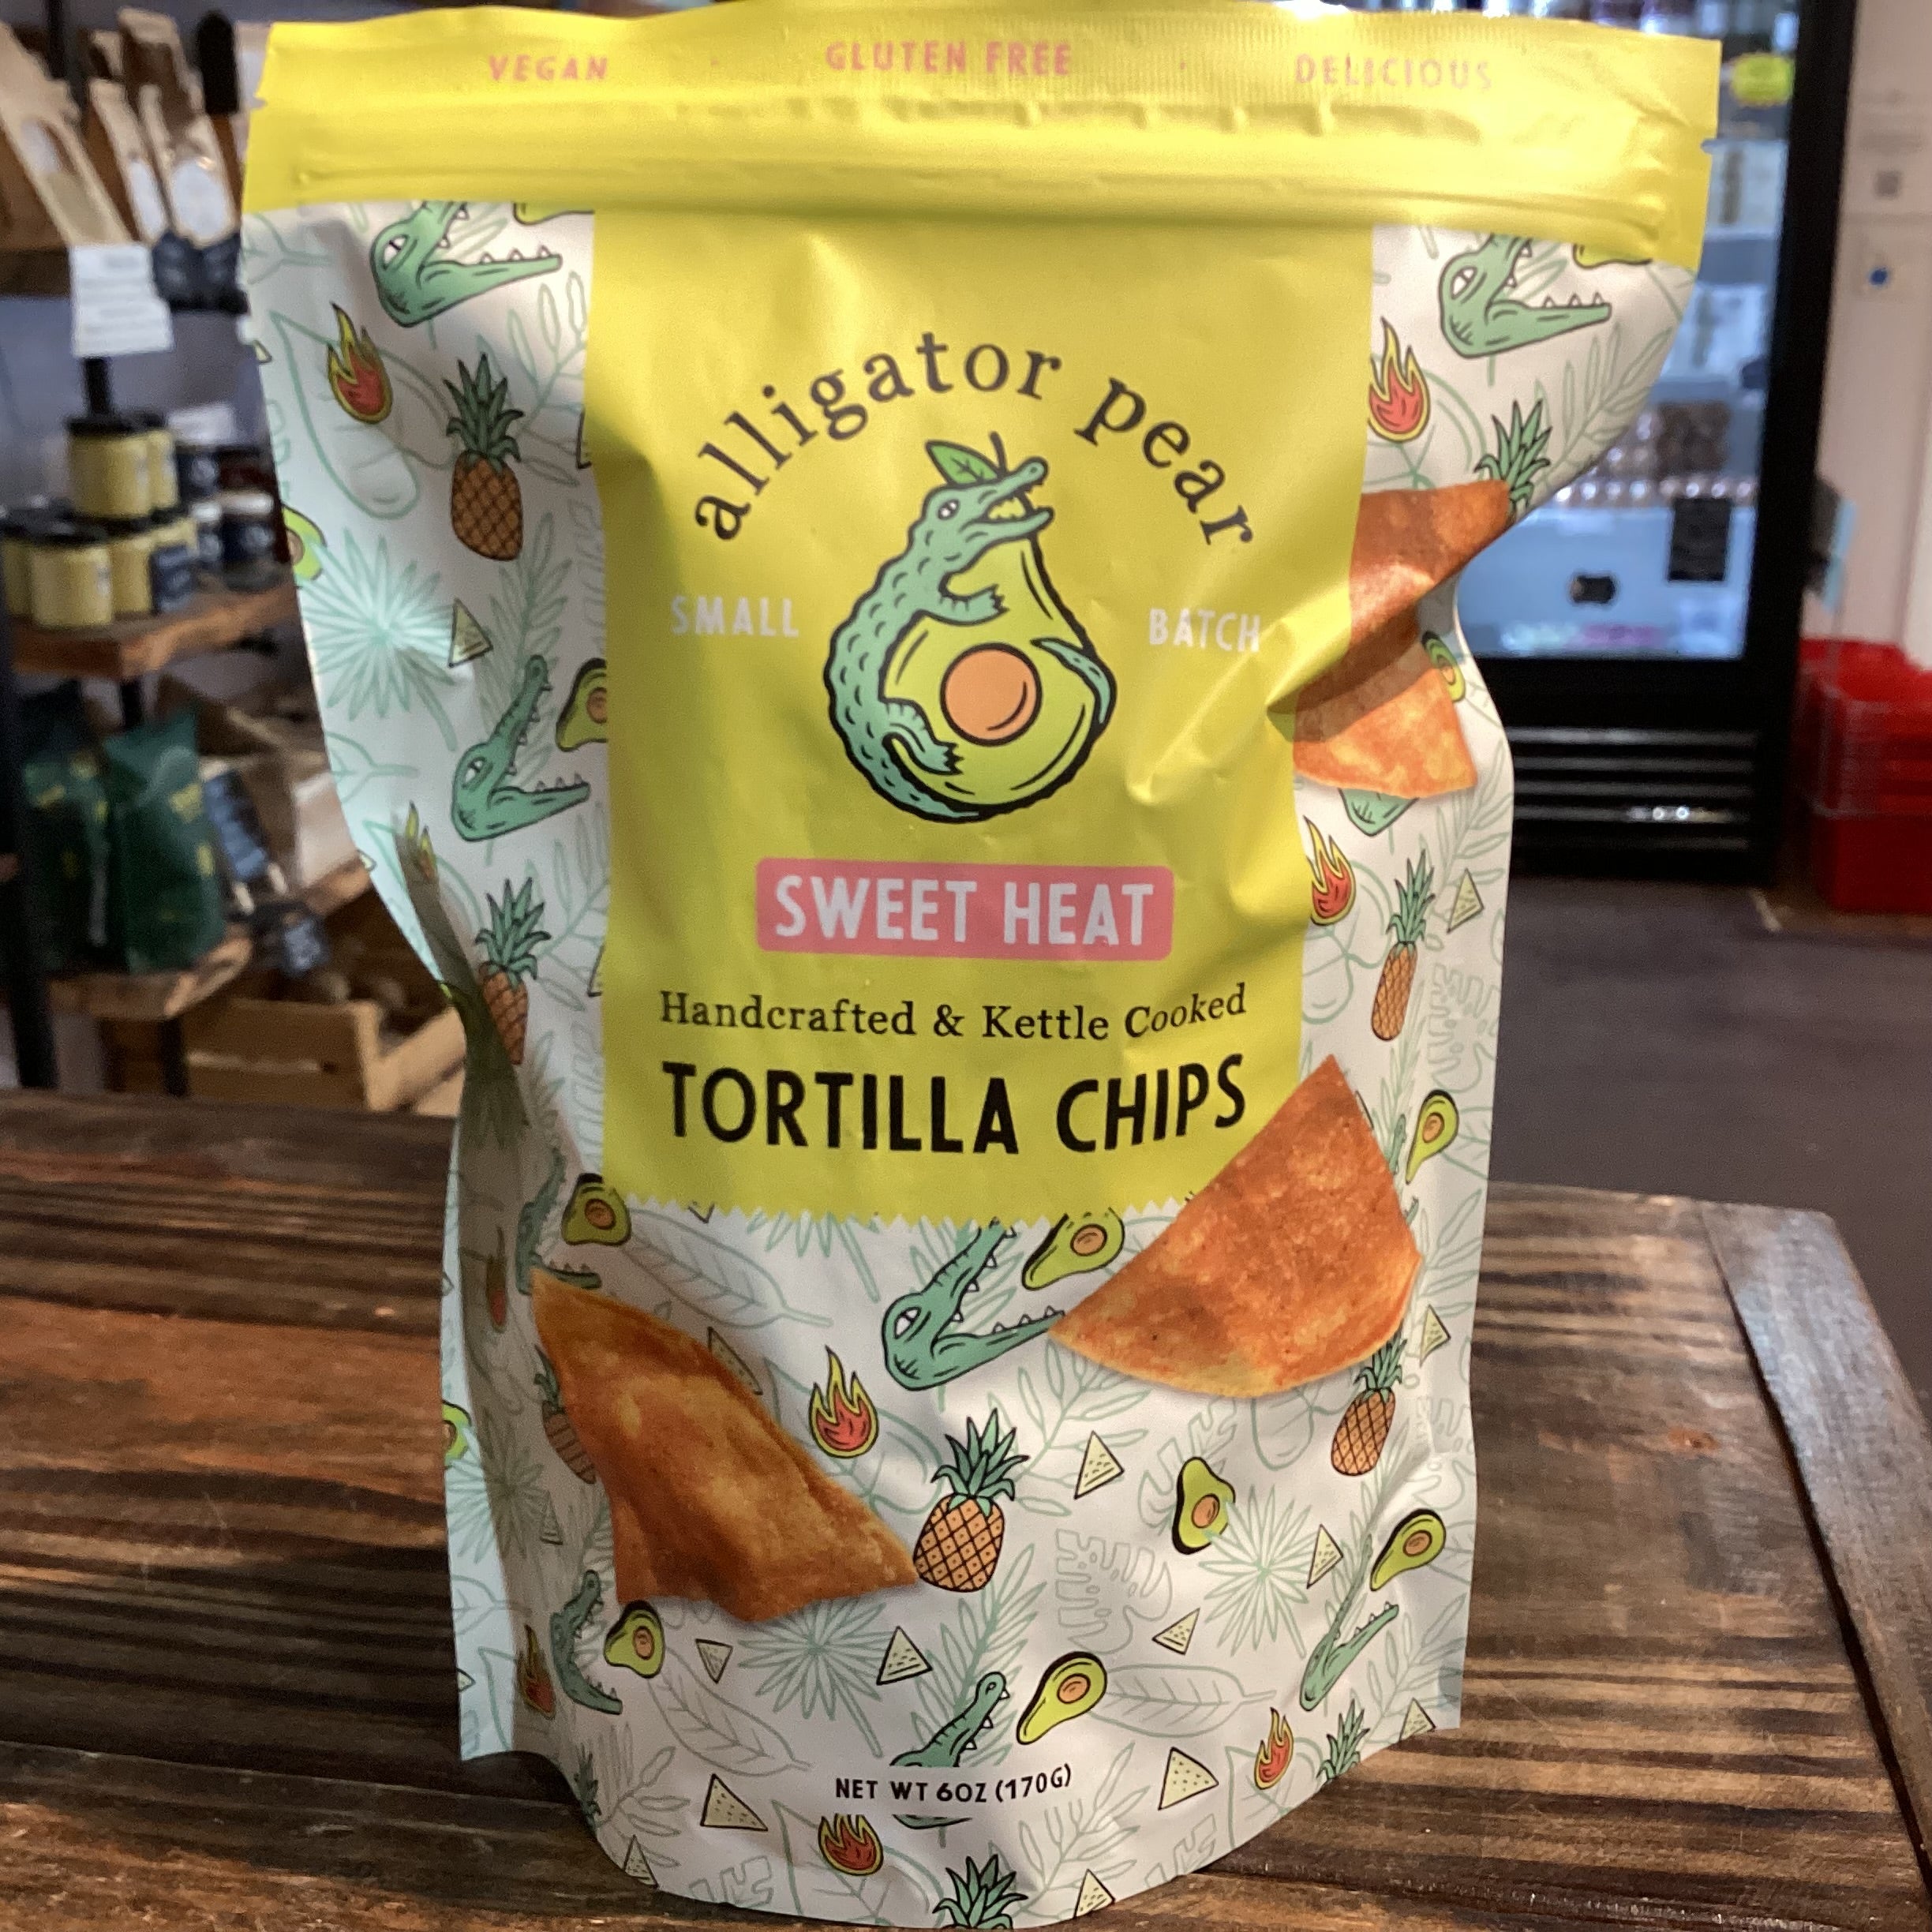 VEGAN · GLUTEN FREE · DELICIOUS
alligator pear
SMALL BATCH
SWEET HEAT
Handcrafted & Kettle Cooked
TORTILLA CHIPS
NET WT 6OZ (170G)